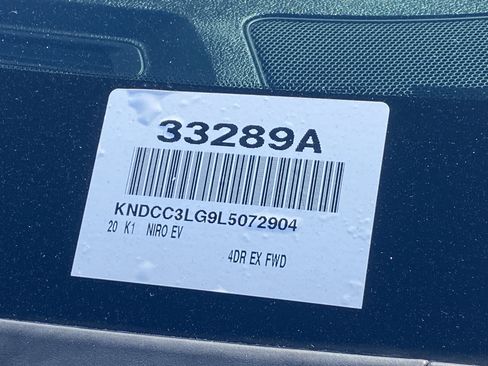 33289A
KNDCC3LG9L5072904
20 K1 NIRO EV
4DR EX FWD